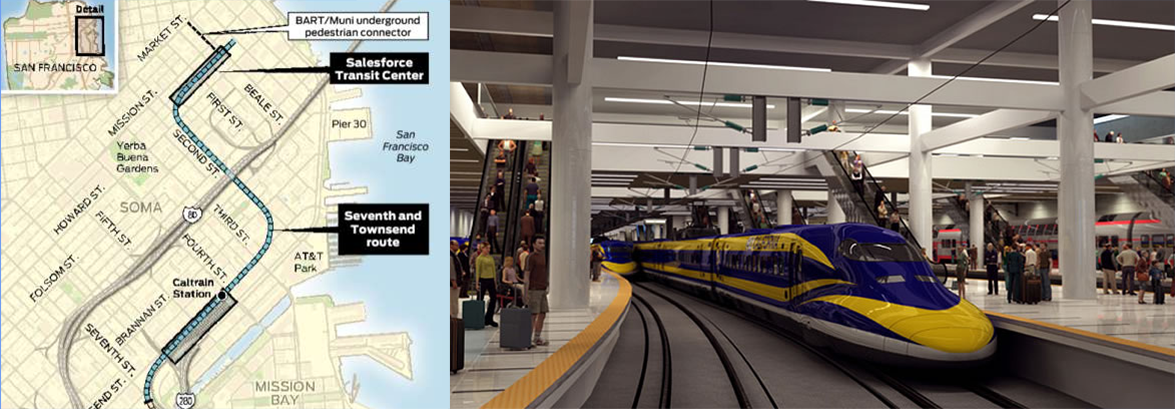 Detail
SAN FRANCISCO
MARKET ST.
BART/Muni underground
pedestrian connector
Salesforce
Transit Center
MISSION ST.
FIRST ST.
BEALE ST.
Pier 30
San
Francisco
Bay
SECOND ST.
Yerba
Buena
Gardens
HOWARD ST.
SOMA
80
THIRD ST.
Seventh and
Townsend
route
FIFTH ST.
FOURTH ST.
AT&T
Park
FOLSOM ST.
Caltrain
Station
BRANNAN ST.
SEVENTH ST.
END ST.
280
MISSION
BAY